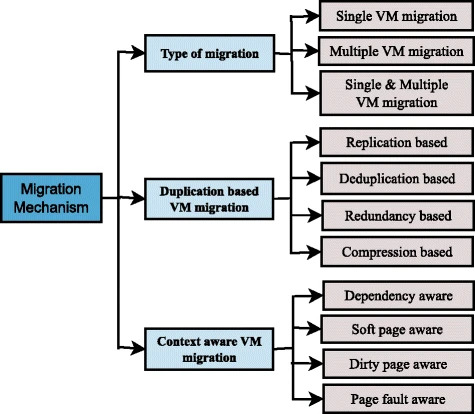 Migration
Mechanism
Type of migration
Single VM migration
Multiple VM migration
Single & Multiple
VM migration
Duplication based
VM migration
Replication based
Deduplication based
Redundancy based
Compression based
Context aware VM
migration
Dependency aware
Soft page aware
Dirty page aware
Page fault aware